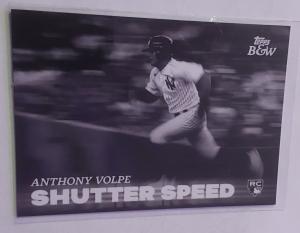 Topps
B&W
ANTHONY VOLPE
SHUTTER SPEED
RC